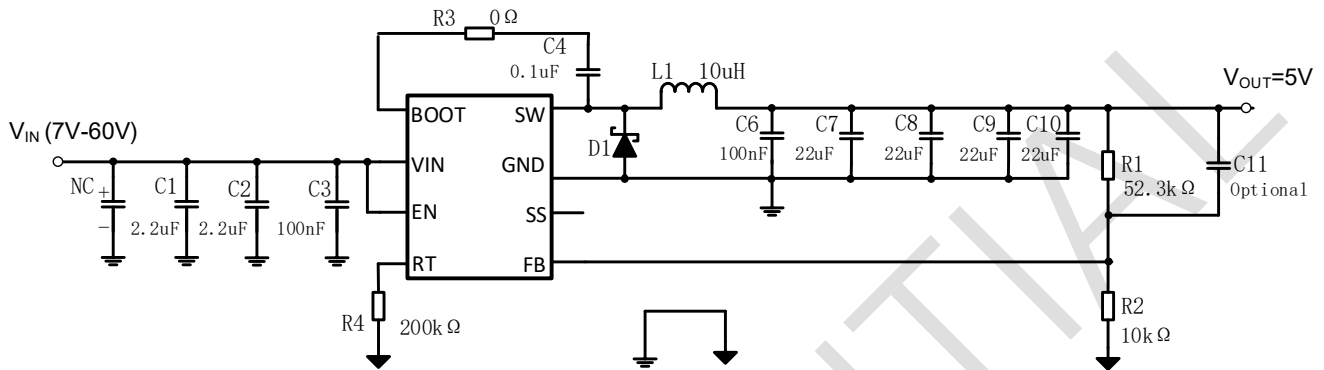 R3 0Ω
C4
0.1uF
L1 10uH
V_OUT=5V
V_IN (7V-60V)
BOOT
SW
VIN
GND
EN
SS
RT
FB
NC
+
-
C1
2.2uF
C2
2.2uF
C3
100nF
D1
C6
100nF
C7
22uF
C8
22uF
C9
22uF
C10
22uF
R1
52.3kΩ
C11
Optional
R4
200kΩ
R2
10kΩ